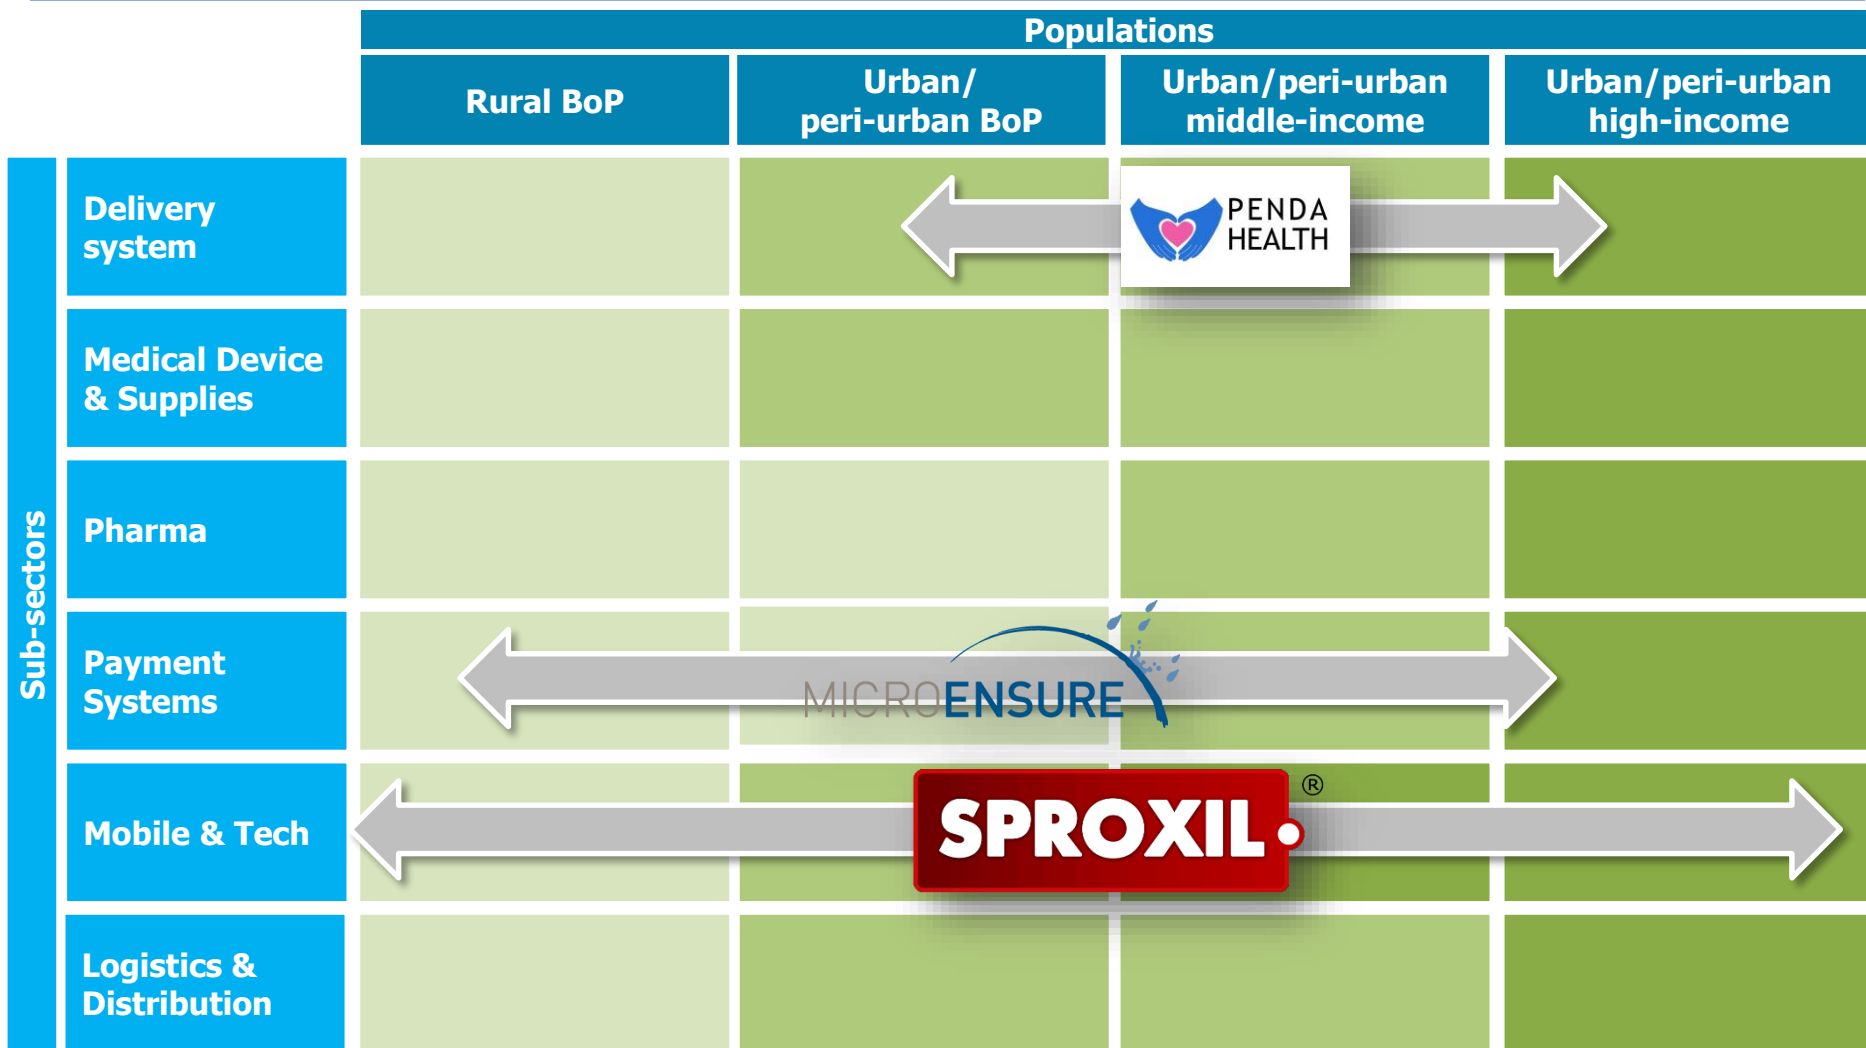 Populations
Rural BoP
Urban/
peri-urban BoP
Urban/peri-urban
middle-income
Urban/peri-urban
high-income
Sub-sectors
Delivery
system
PENDA
HEALTH
Medical Device
& Supplies
Pharma
Payment
Systems
MICROENSURE
Mobile & Tech
SPROXIL ®
Logistics &
Distribution